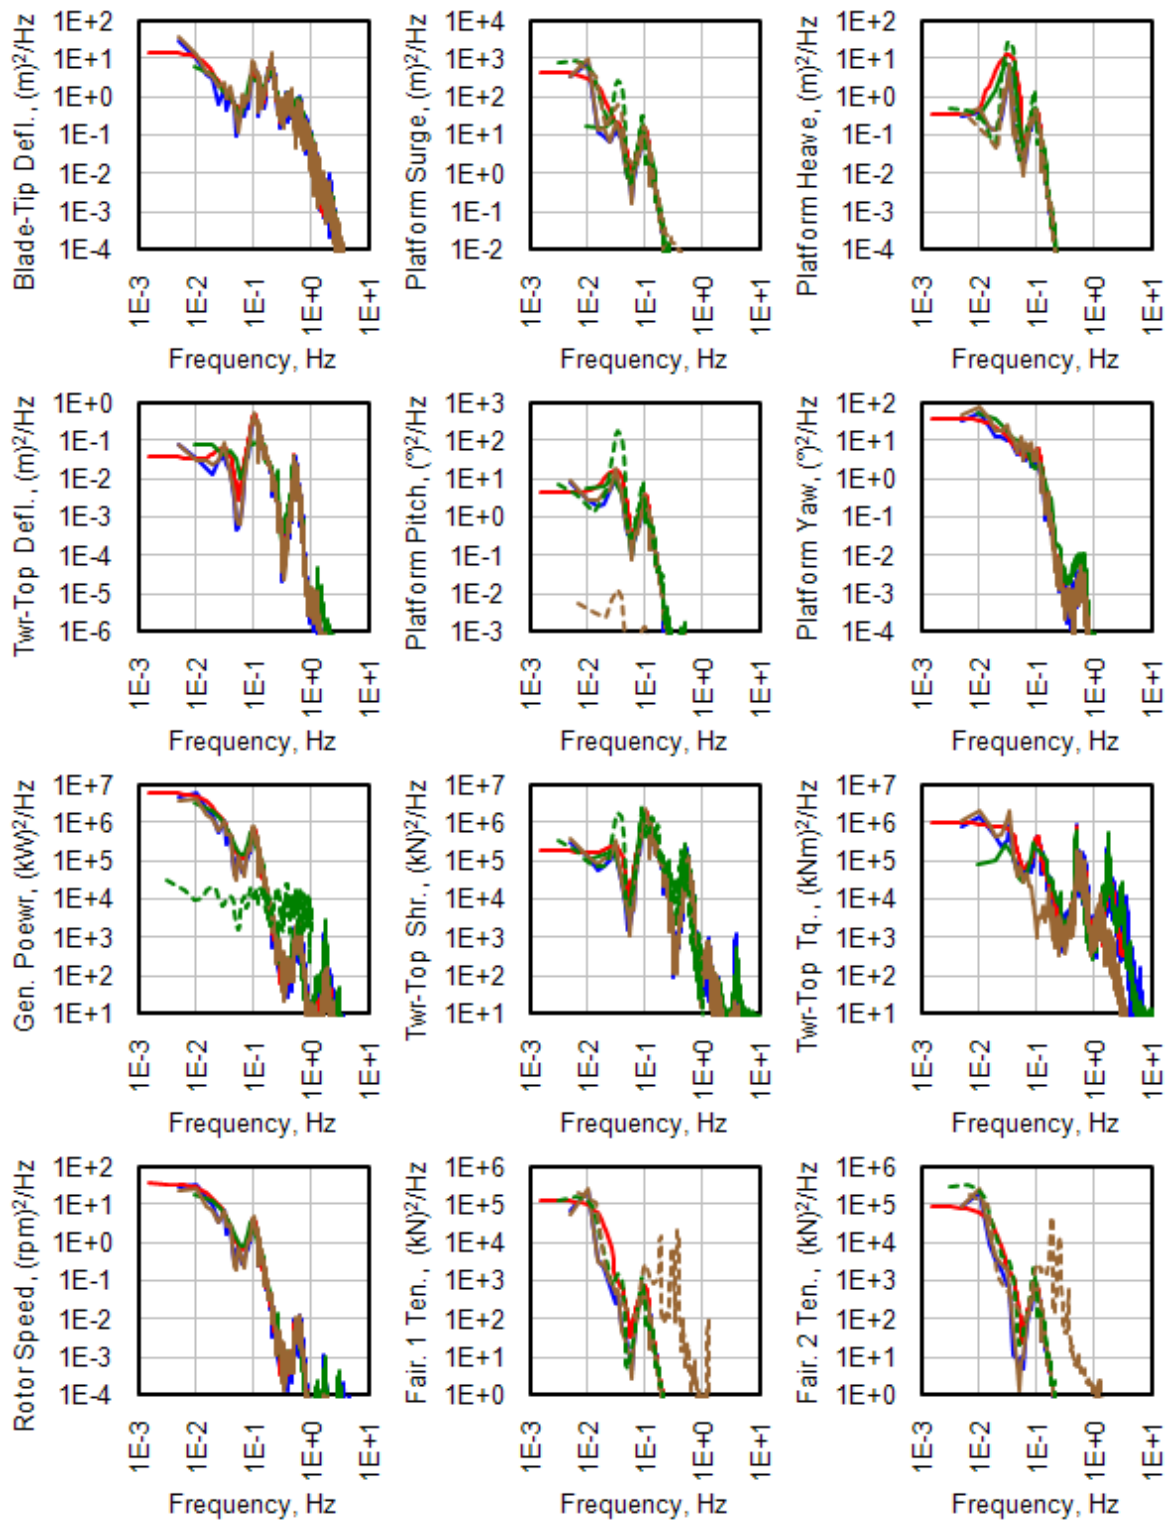 Blade-Tip Defl., (m)^2/Hz
1E+2
1E+1
1E+0
1E-1
1E-2
1E-3
1E-4
1E-3
1E-2
1E-1
1E+0
1E+1
Frequency, Hz
Platform Surge, (m)^2/Hz
1E+4
1E+3
1E+2
1E+1
1E+0
1E-1
1E-2
1E-3
1E-2
1E-1
1E+0
1E+1
Frequency, Hz
Platform Heave, (m)^2/Hz
1E+2
1E+1
1E+0
1E-1
1E-2
1E-3
1E-4
1E-3
1E-2
1E-1
1E+0
1E+1
Frequency, Hz
Twr-Top Defl., (m)^2/Hz
1E+0
1E-1
1E-2
1E-3
1E-4
1E-5
1E-6
1E-3
1E-2
1E-1
1E+0
1E+1
Frequency, Hz
Platform Pitch, (°)^2/Hz
1E+3
1E+2
1E+1
1E+0
1E-1
1E-2
1E-3
1E-3
1E-2
1E-1
1E+0
1E+1
Frequency, Hz
Platform Yaw, (°)^2/Hz
1E+2
1E+1
1E+0
1E-1
1E-2
1E-3
1E-4
1E-3
1E-2
1E-1
1E+0
1E+1
Frequency, Hz
Gen. Poewr, (kW)^2/Hz
1E+7
1E+6
1E+5
1E+4
1E+3
1E+2
1E+1
1E-3
1E-2
1E-1
1E+0
1E+1
Frequency, Hz
Twr-Top Shr., (kN)^2/Hz
1E+7
1E+6
1E+5
1E+4
1E+3
1E+2
1E+1
1E-3
1E-2
1E-1
1E+0
1E+1
Frequency, Hz
Twr-Top Tq., (kNm)^2/Hz
1E+7
1E+6
1E+5
1E+4
1E+3
1E+2
1E+1
1E-3
1E-2
1E-1
1E+0
1E+1
Frequency, Hz
Rotor Speed, (rpm)^2/Hz
1E+2
1E+1
1E+0
1E-1
1E-2
1E-3
1E-4
1E-3
1E-2
1E-1
1E+0
1E+1
Frequency, Hz
Fair. 1 Ten., (kN)^2/Hz
1E+6
1E+5
1E+4
1E+3
1E+2
1E+1
1E+0
1E-3
1E-2
1E-1
1E+0
1E+1
Frequency, Hz
Fair. 2 Ten., (kN)^2/Hz
1E+6
1E+5
1E+4
1E+3
1E+2
1E+1
1E+0
1E-3
1E-2
1E-1
1E+0
1E+1
Frequency, Hz